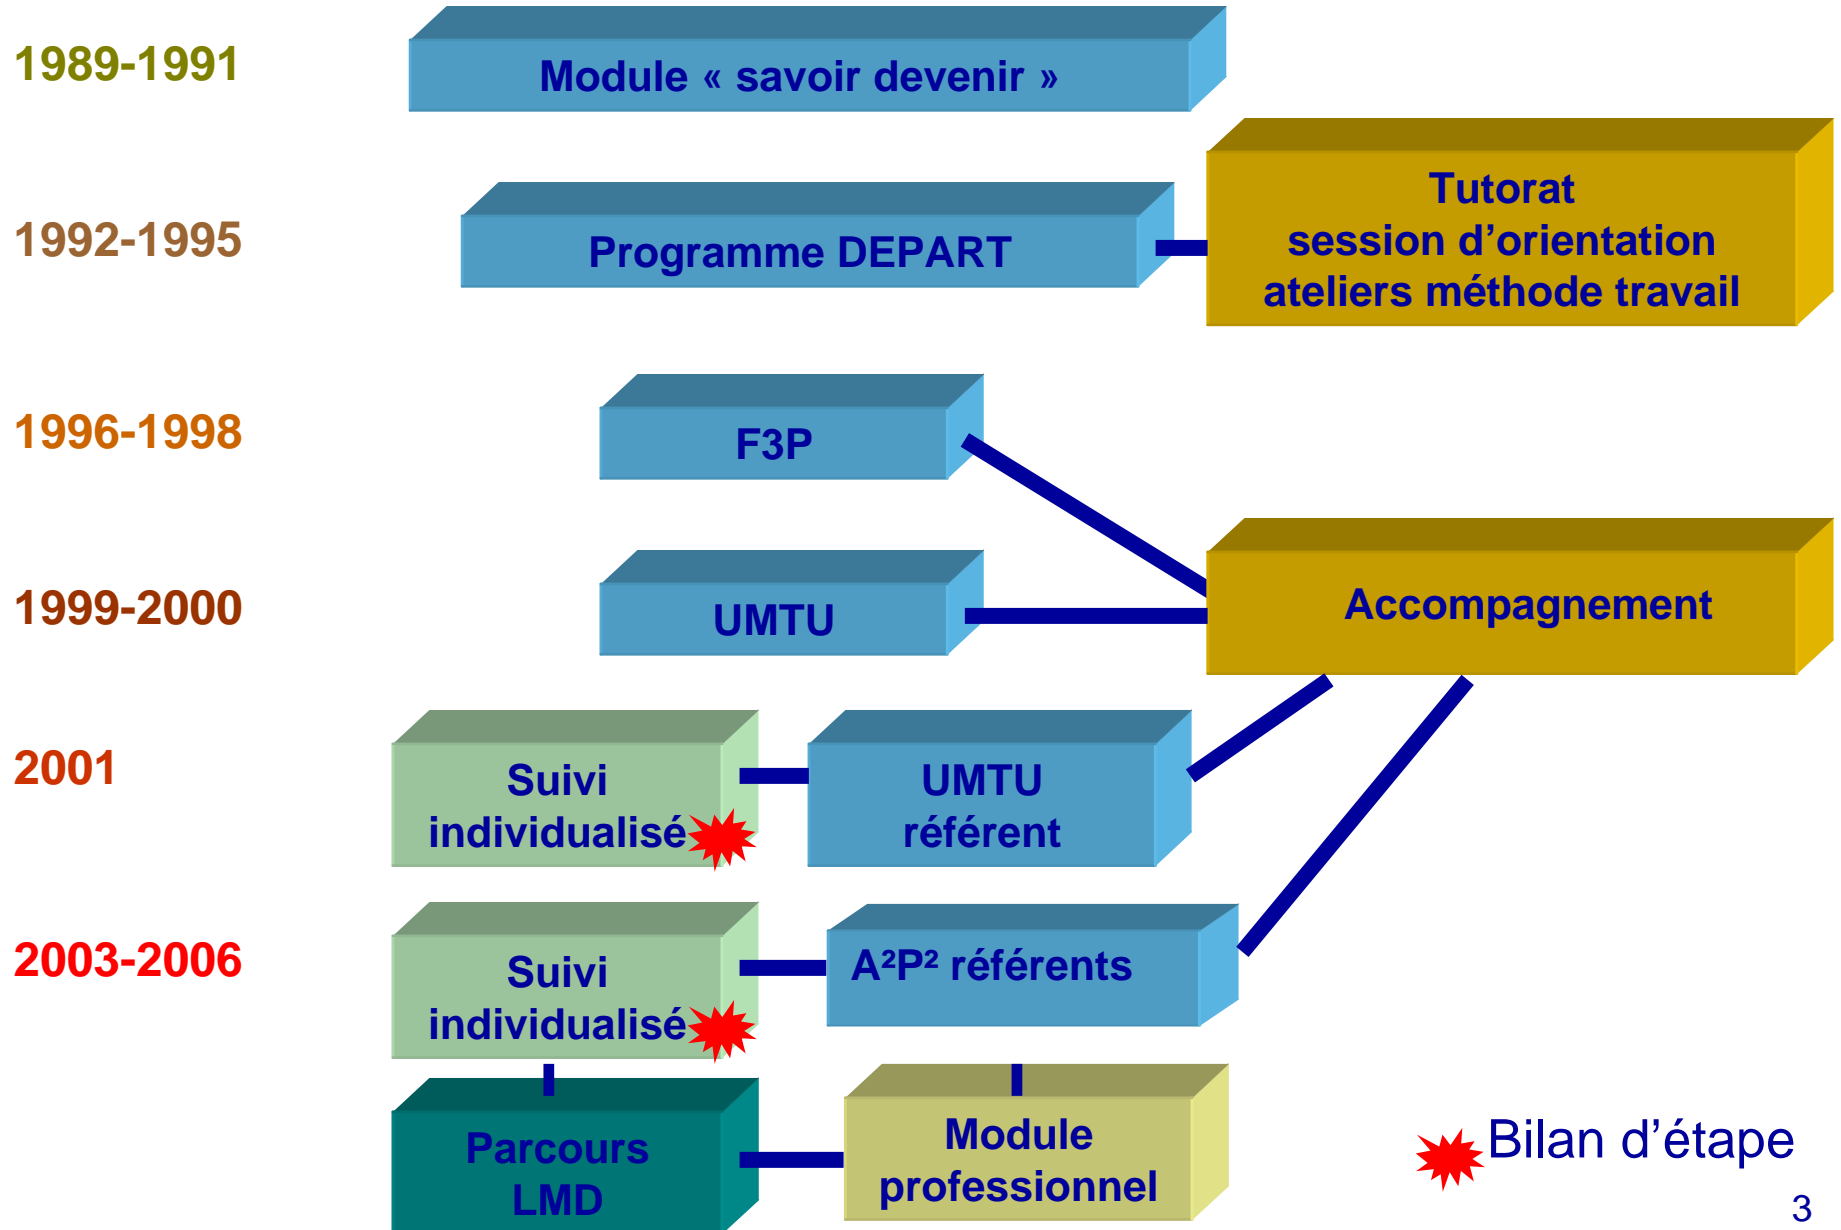 1989-1991
Module « savoir devenir »
1992-1995
Programme DEPART
Tutorat
session d’orientation
ateliers méthode travail
1996-1998
F3P
1999-2000
UMTU
Accompagnement
2001
Suivi
individualisé
UMTU
référent
2003-2006
Suivi
individualisé
A²P² référents
Parcours
LMD
Module
professionnel
Bilan d’étape
3